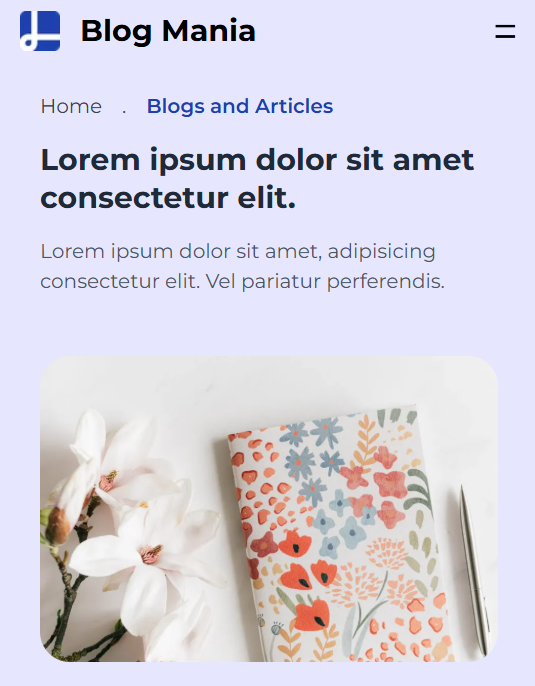 Blog Mania
Home . Blogs and Articles
Lorem ipsum dolor sit amet
consectetur elit.
Lorem ipsum dolor sit amet, adipisicing
consectetur elit. Vel pariatur perferendis.